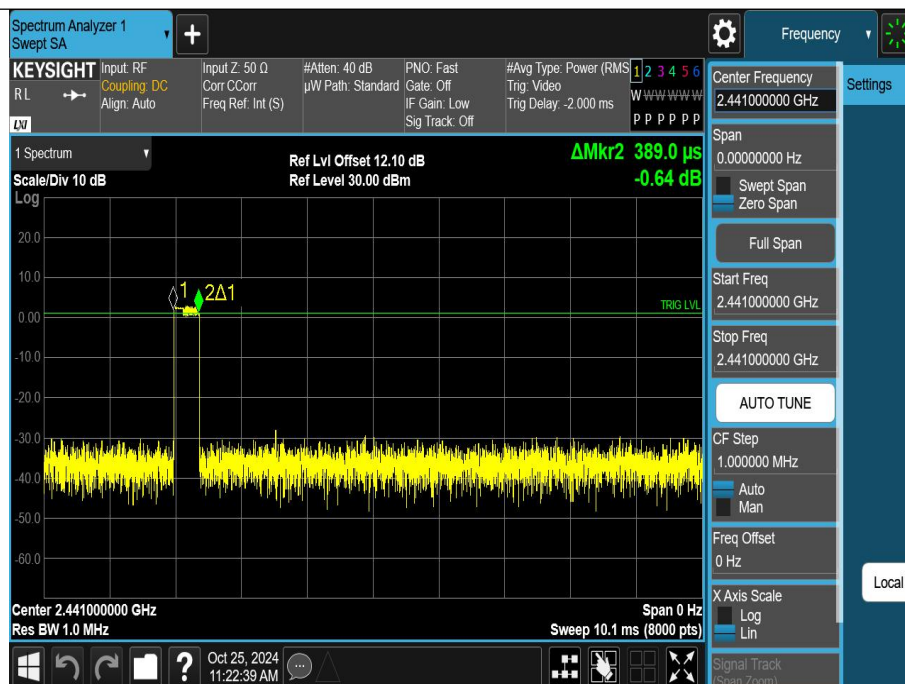 Spectrum Analyzer 1
Swept SA
+
Frequency
KEYSIGHT
RL
LXI
Input: RF
Coupling: DC
Align: Auto
Input Z: 50 Ω
Corr CCorr
Freq Ref: Int (S)
#Atten: 40 dB
µW Path: Standard
PNO: Fast
Gate: Off
IF Gain: Low
Sig Track: Off
#Avg Type: Power (RMS
Trig: Video
Trig Delay: -2.000 ms
1 2 3 4 5 6
W W W W W W
P P P P P P
1 Spectrum
Scale/Div 10 dB
Ref Lvl Offset 12.10 dB
Ref Level 30.00 dBm
ΔMkr2 389.0 µs
-0.64 dB
Log
20.0
10.0
0.00
-10.0
-20.0
-30.0
-40.0
-50.0
-60.0
1
2Δ1
TRIG LVL
Center 2.441000000 GHz
Res BW 1.0 MHz
Span 0 Hz
Sweep 10.1 ms (8000 pts)
Center Frequency
2.441000000 GHz
Settings
Span
0.00000000 Hz
Swept Span
Zero Span
Full Span
Start Freq
2.441000000 GHz
Stop Freq
2.441000000 GHz
AUTO TUNE
CF Step
1.000000 MHz
Auto
Man
Freq Offset
0 Hz
Local
X Axis Scale
Log
Lin
Signal Track
(Span Zoom)
?
Oct 25, 2024
11:22:39 AM